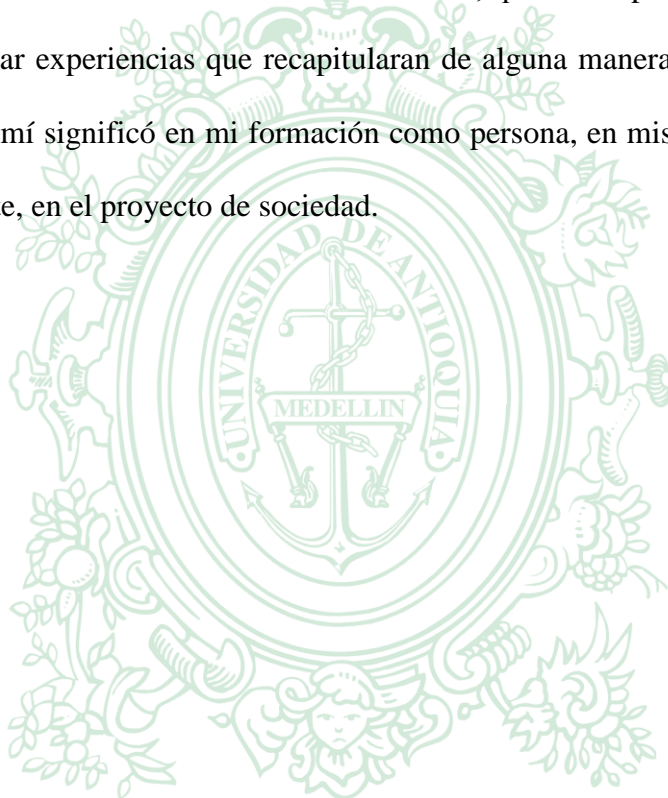 ar experiencias que recapitularan de alguna manera
mí significó en mi formación como persona, en mis
e, en el proyecto de sociedad.
UNIVERSIDAD DE ANTIOQUIA
MEDELLIN